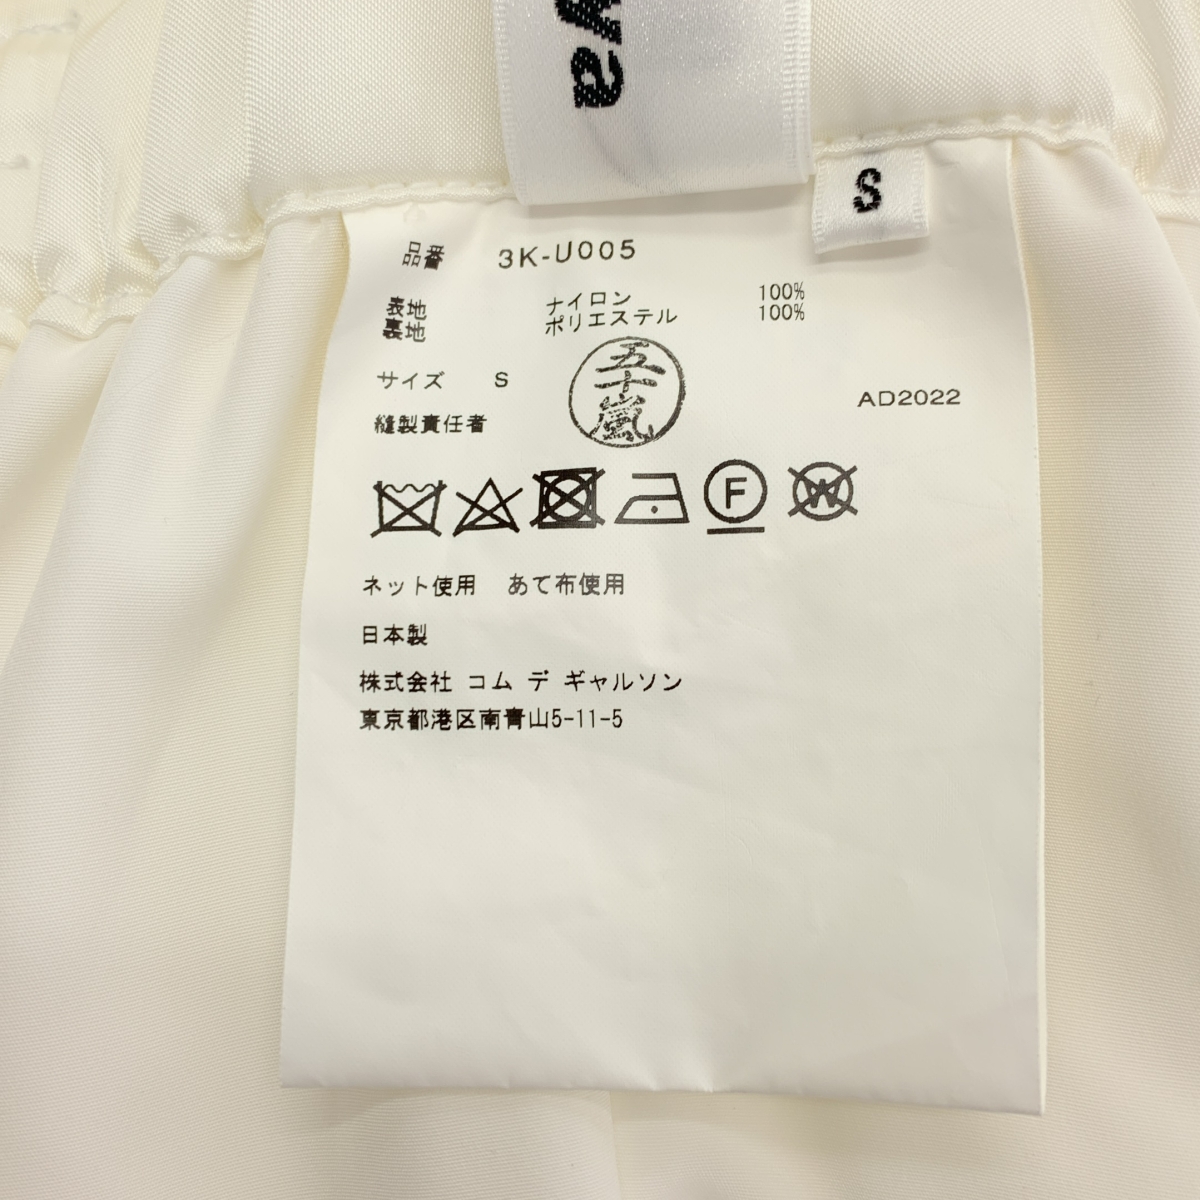 ya
S
品番 3K-U005
表地 ナイロン 100%
裏地 ポリエステル 100%
サイズ S
縫製責任者 五十嵐
AD2022
F
W
ネット使用 あて布使用
日本製
株式会社 コム デ ギャルソン
東京都港区南青山5-11-5